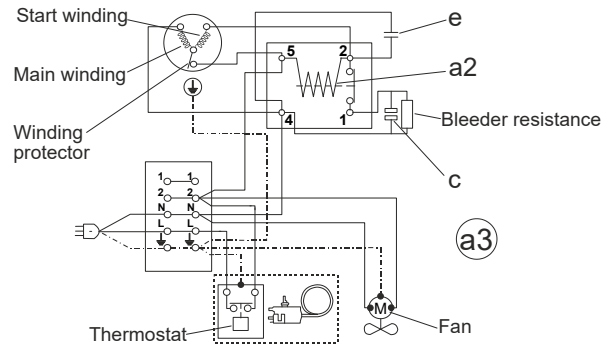 Start winding
e
5 2
a2
Main winding
Bleeder resistance
Winding
protector
4 1
c
1 1
2 2
N N
L L
a3
M
Fan
Thermostat